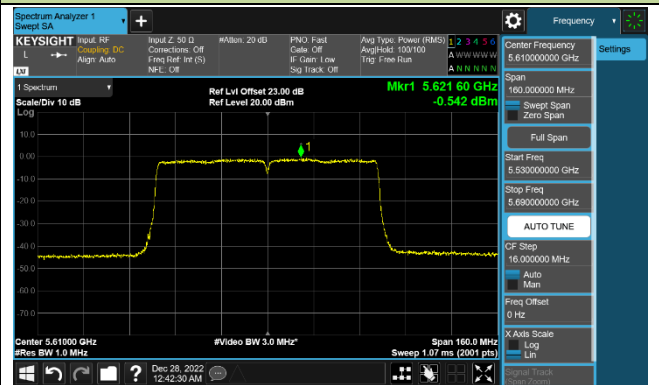 Spectrum Analyzer 1
Swept SA
Frequency
KEYSIGHT
L
LXI
Input: RF
Coupling: DC
Align: Auto
Input Z: 50 Ω
Corrections: Off
Freq Ref: Int (S)
NFE: Off
#Atten: 20 dB
PNO: Fast
Gate: Off
IF Gain: Low
Sig Track: Off
Avg Type: Power (RMS)
Avg|Hold: 100/100
Trig: Free Run
1 2 3 4 5 6
A W W W W W
A N N N N N
1 Spectrum
Scale/Div 10 dB
Log
Ref Lvl Offset 23.00 dB
Ref Level 20.00 dBm
Mkr1 5.621 60 GHz
-0.542 dBm
1
10.0
0.00
-10.0
-20.0
-30.0
-40.0
-50.0
-60.0
-70.0
Center 5.61000 GHz
#Res BW 1.0 MHz
#Video BW 3.0 MHz*
Span 160.0 MHz
Sweep 1.07 ms (2001 pts)
Center Frequency
5.610000000 GHz
Settings
Span
160.000000 MHz
Swept Span
Zero Span
Full Span
Start Freq
5.530000000 GHz
Stop Freq
5.690000000 GHz
AUTO TUNE
CF Step
16.000000 MHz
Auto
Man
Freq Offset
0 Hz
X Axis Scale
Log
Lin
Signal Track
(Span Zoom)
?
Dec 28, 2022
12:42:30 AM